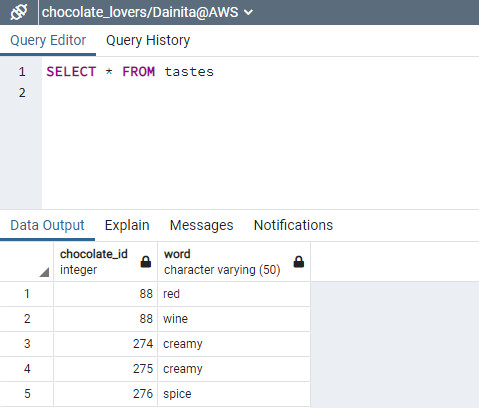 chocolate_lovers/Dainita@AWS
Query Editor Query History
1 SELECT * FROM tastes
2
Data Output Explain Messages Notifications
chocolate_id word
integer character varying (50)
1 88 red
2 88 wine
3 274 creamy
4 275 creamy
5 276 spice